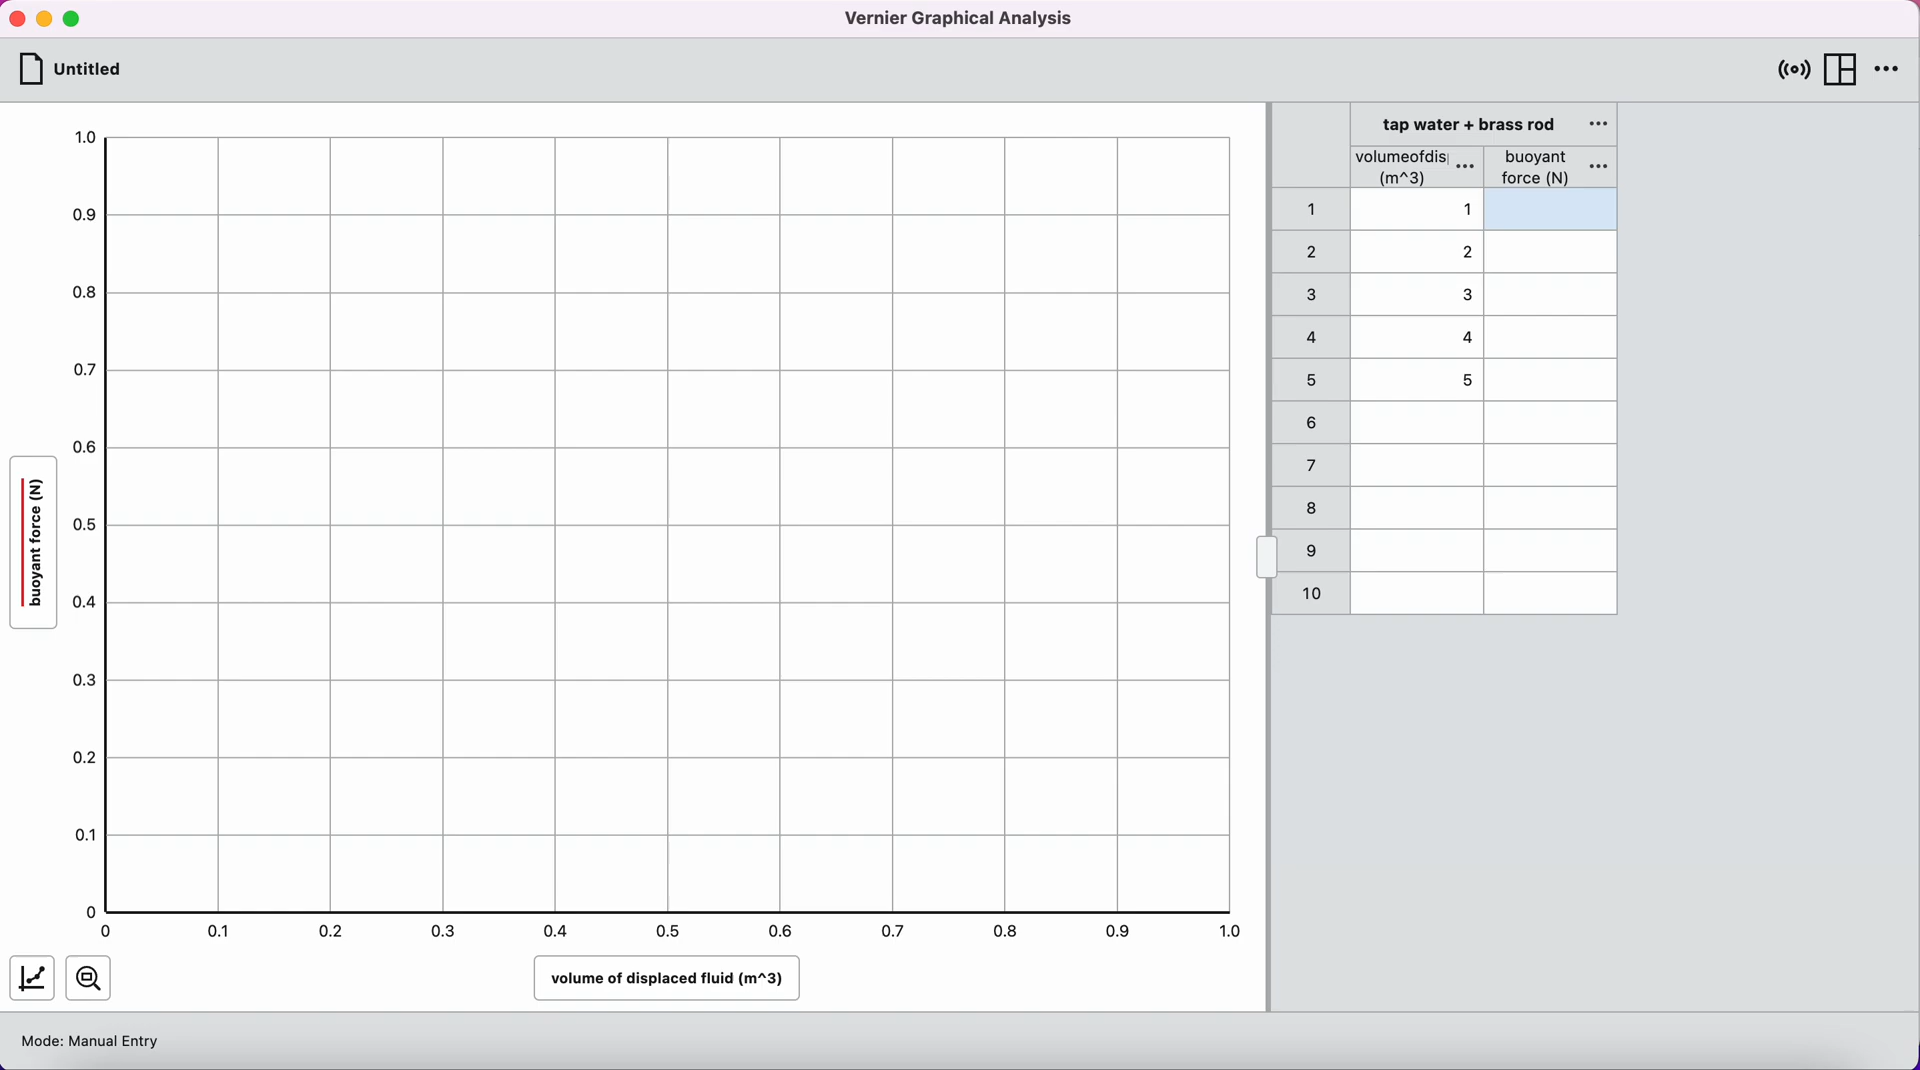 Vernier Graphical Analysis
Untitled
1.0
0.9
0.8
0.7
0.6
0.5
0.4
0.3
0.2
0.1
0
buoyant force (N)
0 0.1 0.2 0.3 0.4 0.5 0.6 0.7 0.8 0.9 1.0
volume of displaced fluid (m^3)
tap water + brass rod
volumeofdis
(m^3)
buoyant
force (N)
1 1
2 2
3 3
4 4
5 5
6
7
8
9
10
Mode: Manual Entry